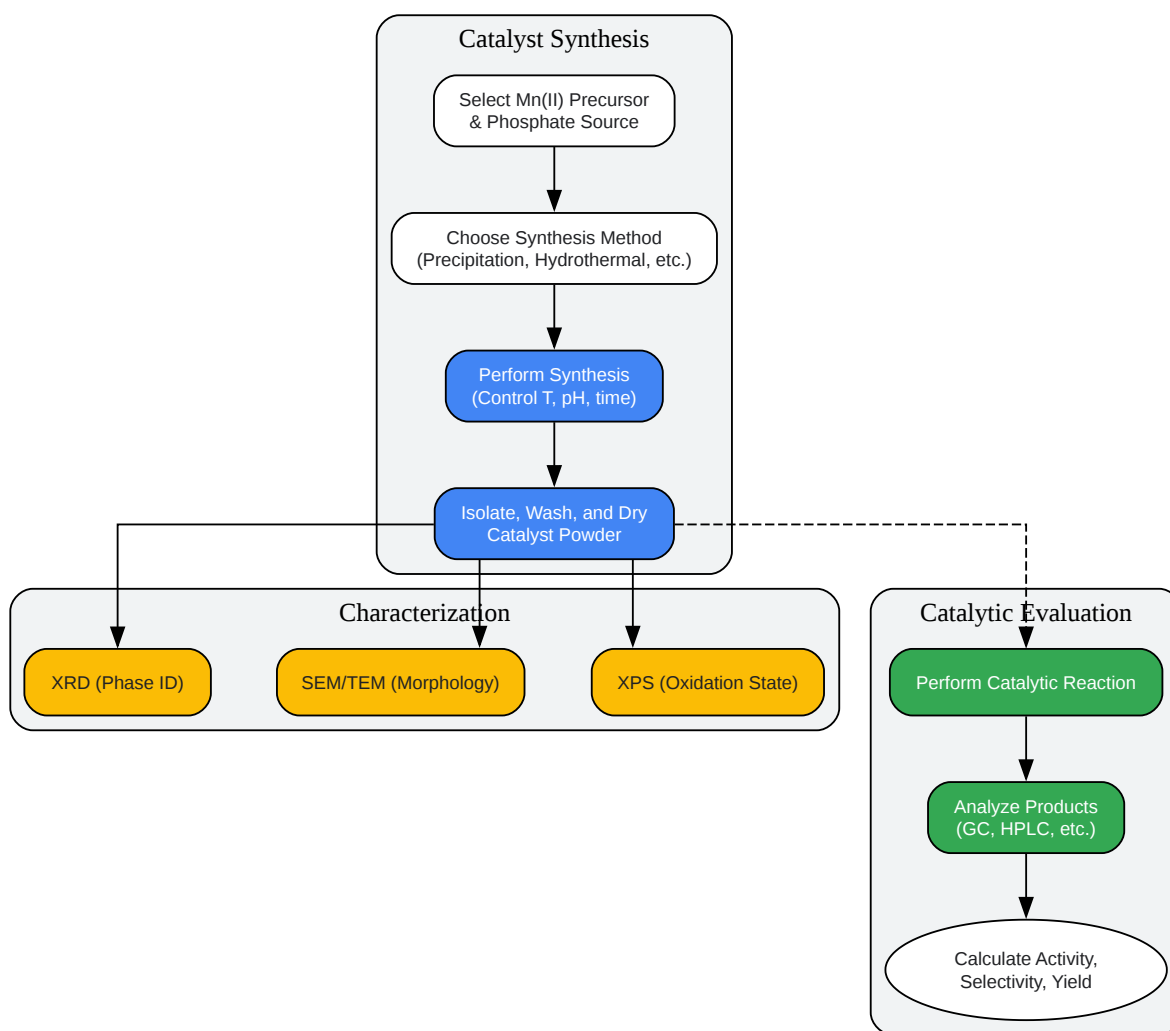 Catalyst Synthesis
Select Mn(II) Precursor
& Phosphate Source
Choose Synthesis Method
(Precipitation, Hydrothermal, etc.)
Perform Synthesis
(Control T, pH, time)
Isolate, Wash, and Dry
Catalyst Powder
Characterization
XRD (Phase ID)
SEM/TEM (Morphology)
XPS (Oxidation State)
Catalytic Evaluation
Perform Catalytic Reaction
Analyze Products
(GC, HPLC, etc.)
Calculate Activity,
Selectivity, Yield